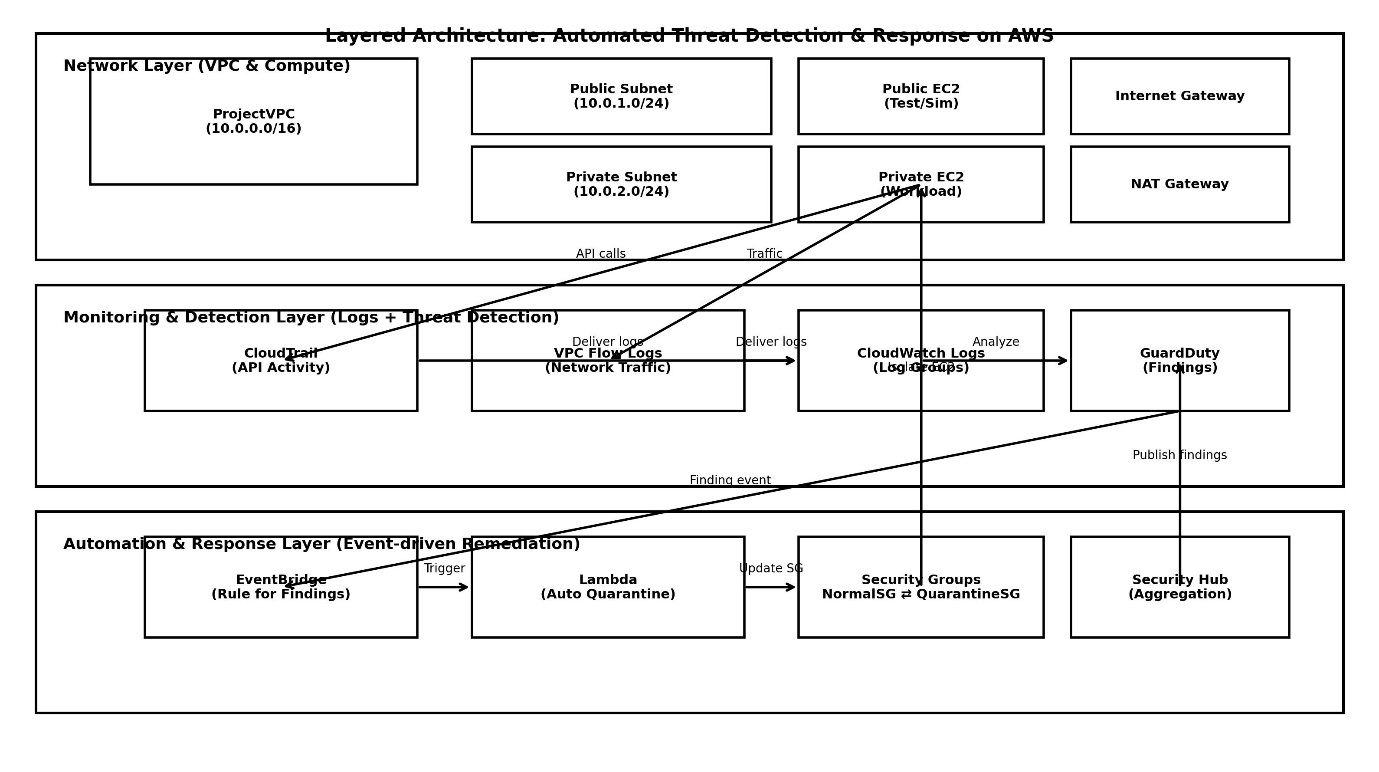 Layered Architecture: Automated Threat Detection & Response on AWS
Network Layer (VPC & Compute)
ProjectVPC
(10.0.0.0/16)
Public Subnet
(10.0.1.0/24)
Public EC2
(Test/Sim)
Internet Gateway
Private Subnet
(10.0.2.0/24)
Private EC2
(Workload)
NAT Gateway
API calls
Traffic
Monitoring & Detection Layer (Logs + Threat Detection)
CloudTrail
(API Activity)
Deliver logs
VPC Flow Logs
(Network Traffic)
Deliver logs
CloudWatch Logs
(Log Groups)
Analyze
GuardDuty
(Findings)
Publish findings
Finding event
Automation & Response Layer (Event-driven Remediation)
EventBridge
(Rule for Findings)
Trigger
Lambda
(Auto Quarantine)
Update SG
Security Groups
NormalSG ⇄ QuarantineSG
Security Hub
(Aggregation)